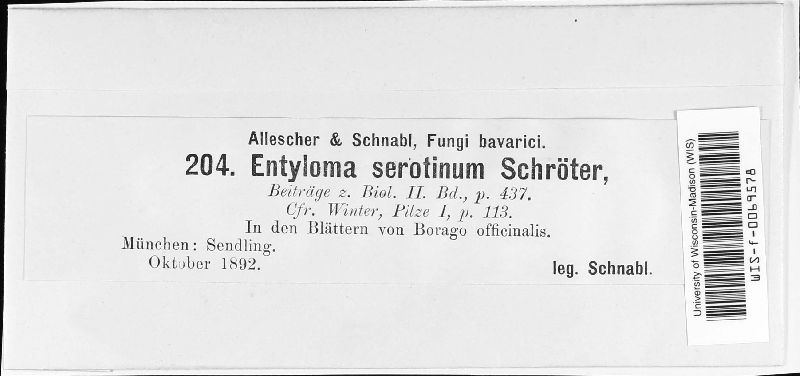 Allescher & Schnabl, Fungi bavarici.
204. Entyloma serotinum Schröter,
Beiträge z. Biol. II. Bd., p. 437.
Cfr. Winter, Pilze I, p. 113.
In den Blättern von Borago officinalis.
München: Sendling.
Oktober 1892.
leg. Schnabl.
University of Wisconsin-Madison (WIS)
WIS-f-0069578